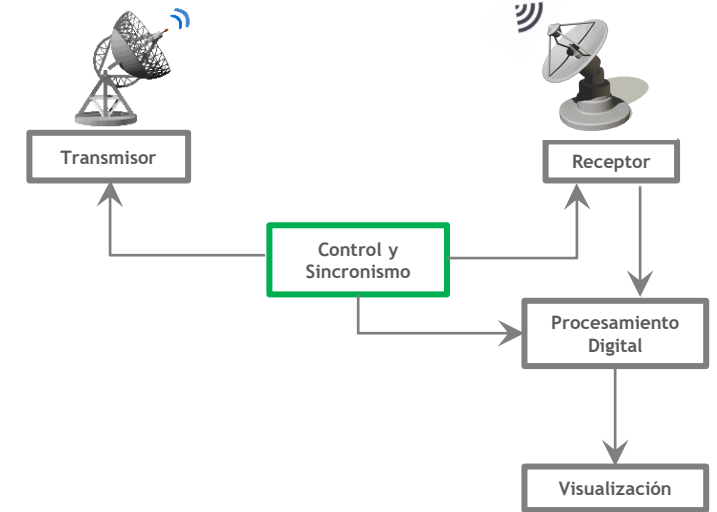 Transmisor
Receptor
Control y
Sincronismo
Procesamiento
Digital
Visualización